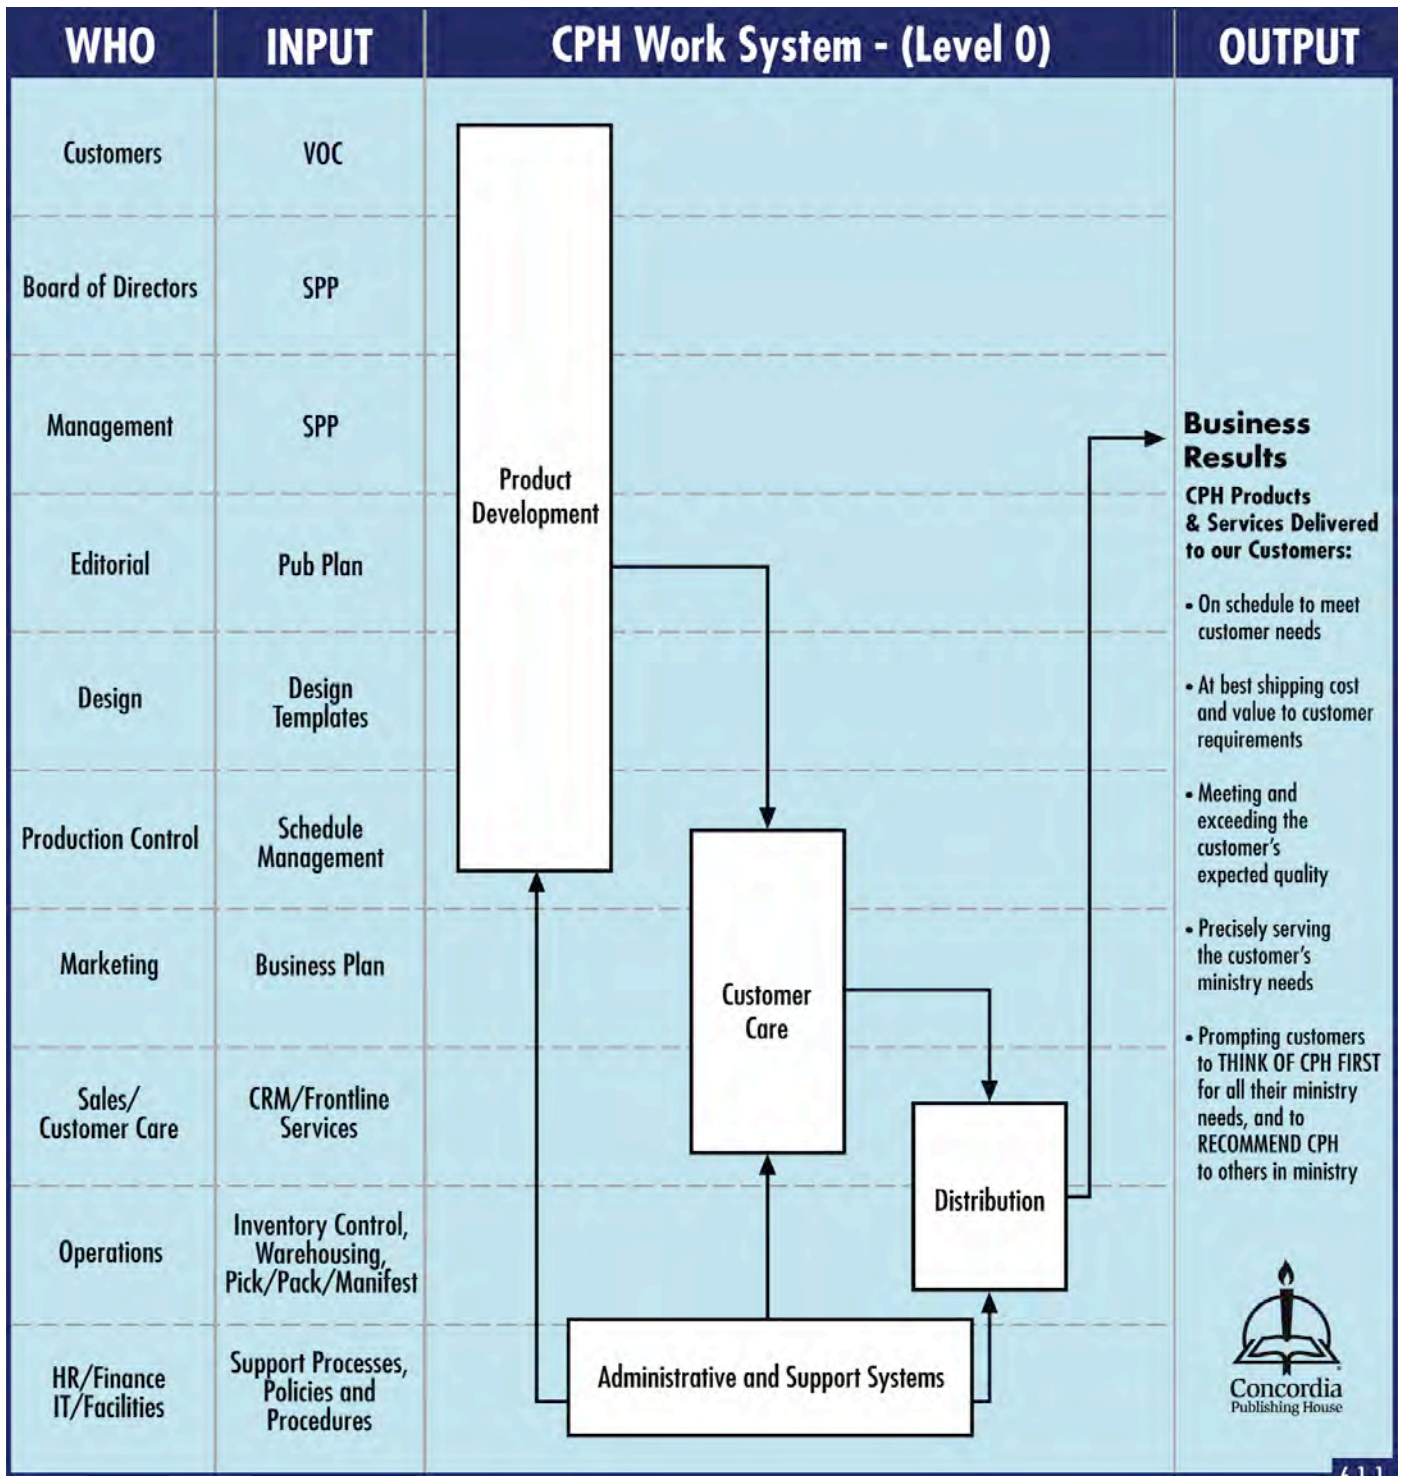 WHO
INPUT
CPH Work System - (Level 0)
OUTPUT
Customers
VOC
Board of Directors
SPP
Management
SPP
Editorial
Pub Plan
Design
Design
Templates
Production Control
Schedule
Management
Marketing
Business Plan
Sales/
Customer Care
CRM/Frontline
Services
Operations
Inventory Control,
Warehousing,
Pick/Pack/Manifest
HR/Finance
IT/Facilities
Support Processes,
Policies and
Procedures
Product
Development
Customer
Care
Distribution
Administrative and Support Systems
Business
Results
CPH Products
& Services Delivered
to our Customers:
• On schedule to meet
customer needs
• At best shipping cost
and value to customer
requirements
• Meeting and
exceeding the
customer's
expected quality
• Precisely serving
the customer's
ministry needs
• Prompting customers
to THINK OF CPH FIRST
for all their ministry
needs, and to
RECOMMEND CPH
to others in ministry
Concordia
Publishing House